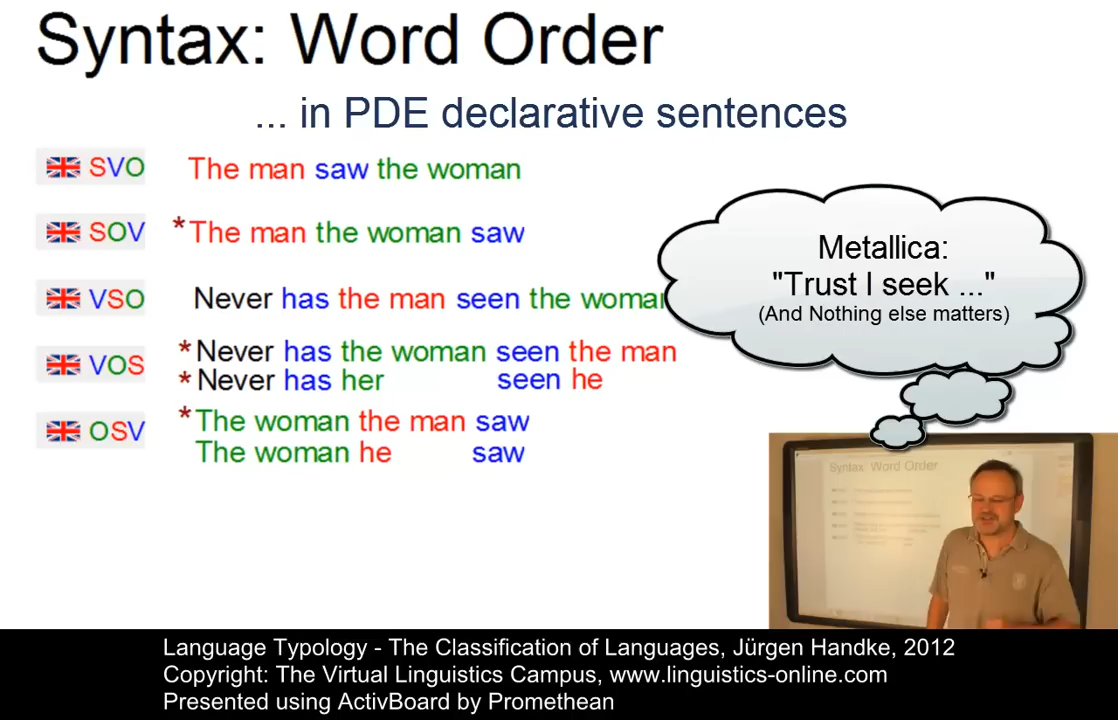 Syntax: Word Order
... in PDE declarative sentences
SVO The man saw the woman
SOV *The man the woman saw
VSO Never has the man seen the woman
VOS *Never has the woman seen the man
*Never has her seen he
OSV *The woman the man saw
The woman he saw
Metallica:
"Trust I seek ..."
(And Nothing else matters)
Syntax: Word Order
Language Typology - The Classification of Languages, Jürgen Handke, 2012
Copyright: The Virtual Linguistics Campus, www.linguistics-online.com
Presented using ActivBoard by Promethean